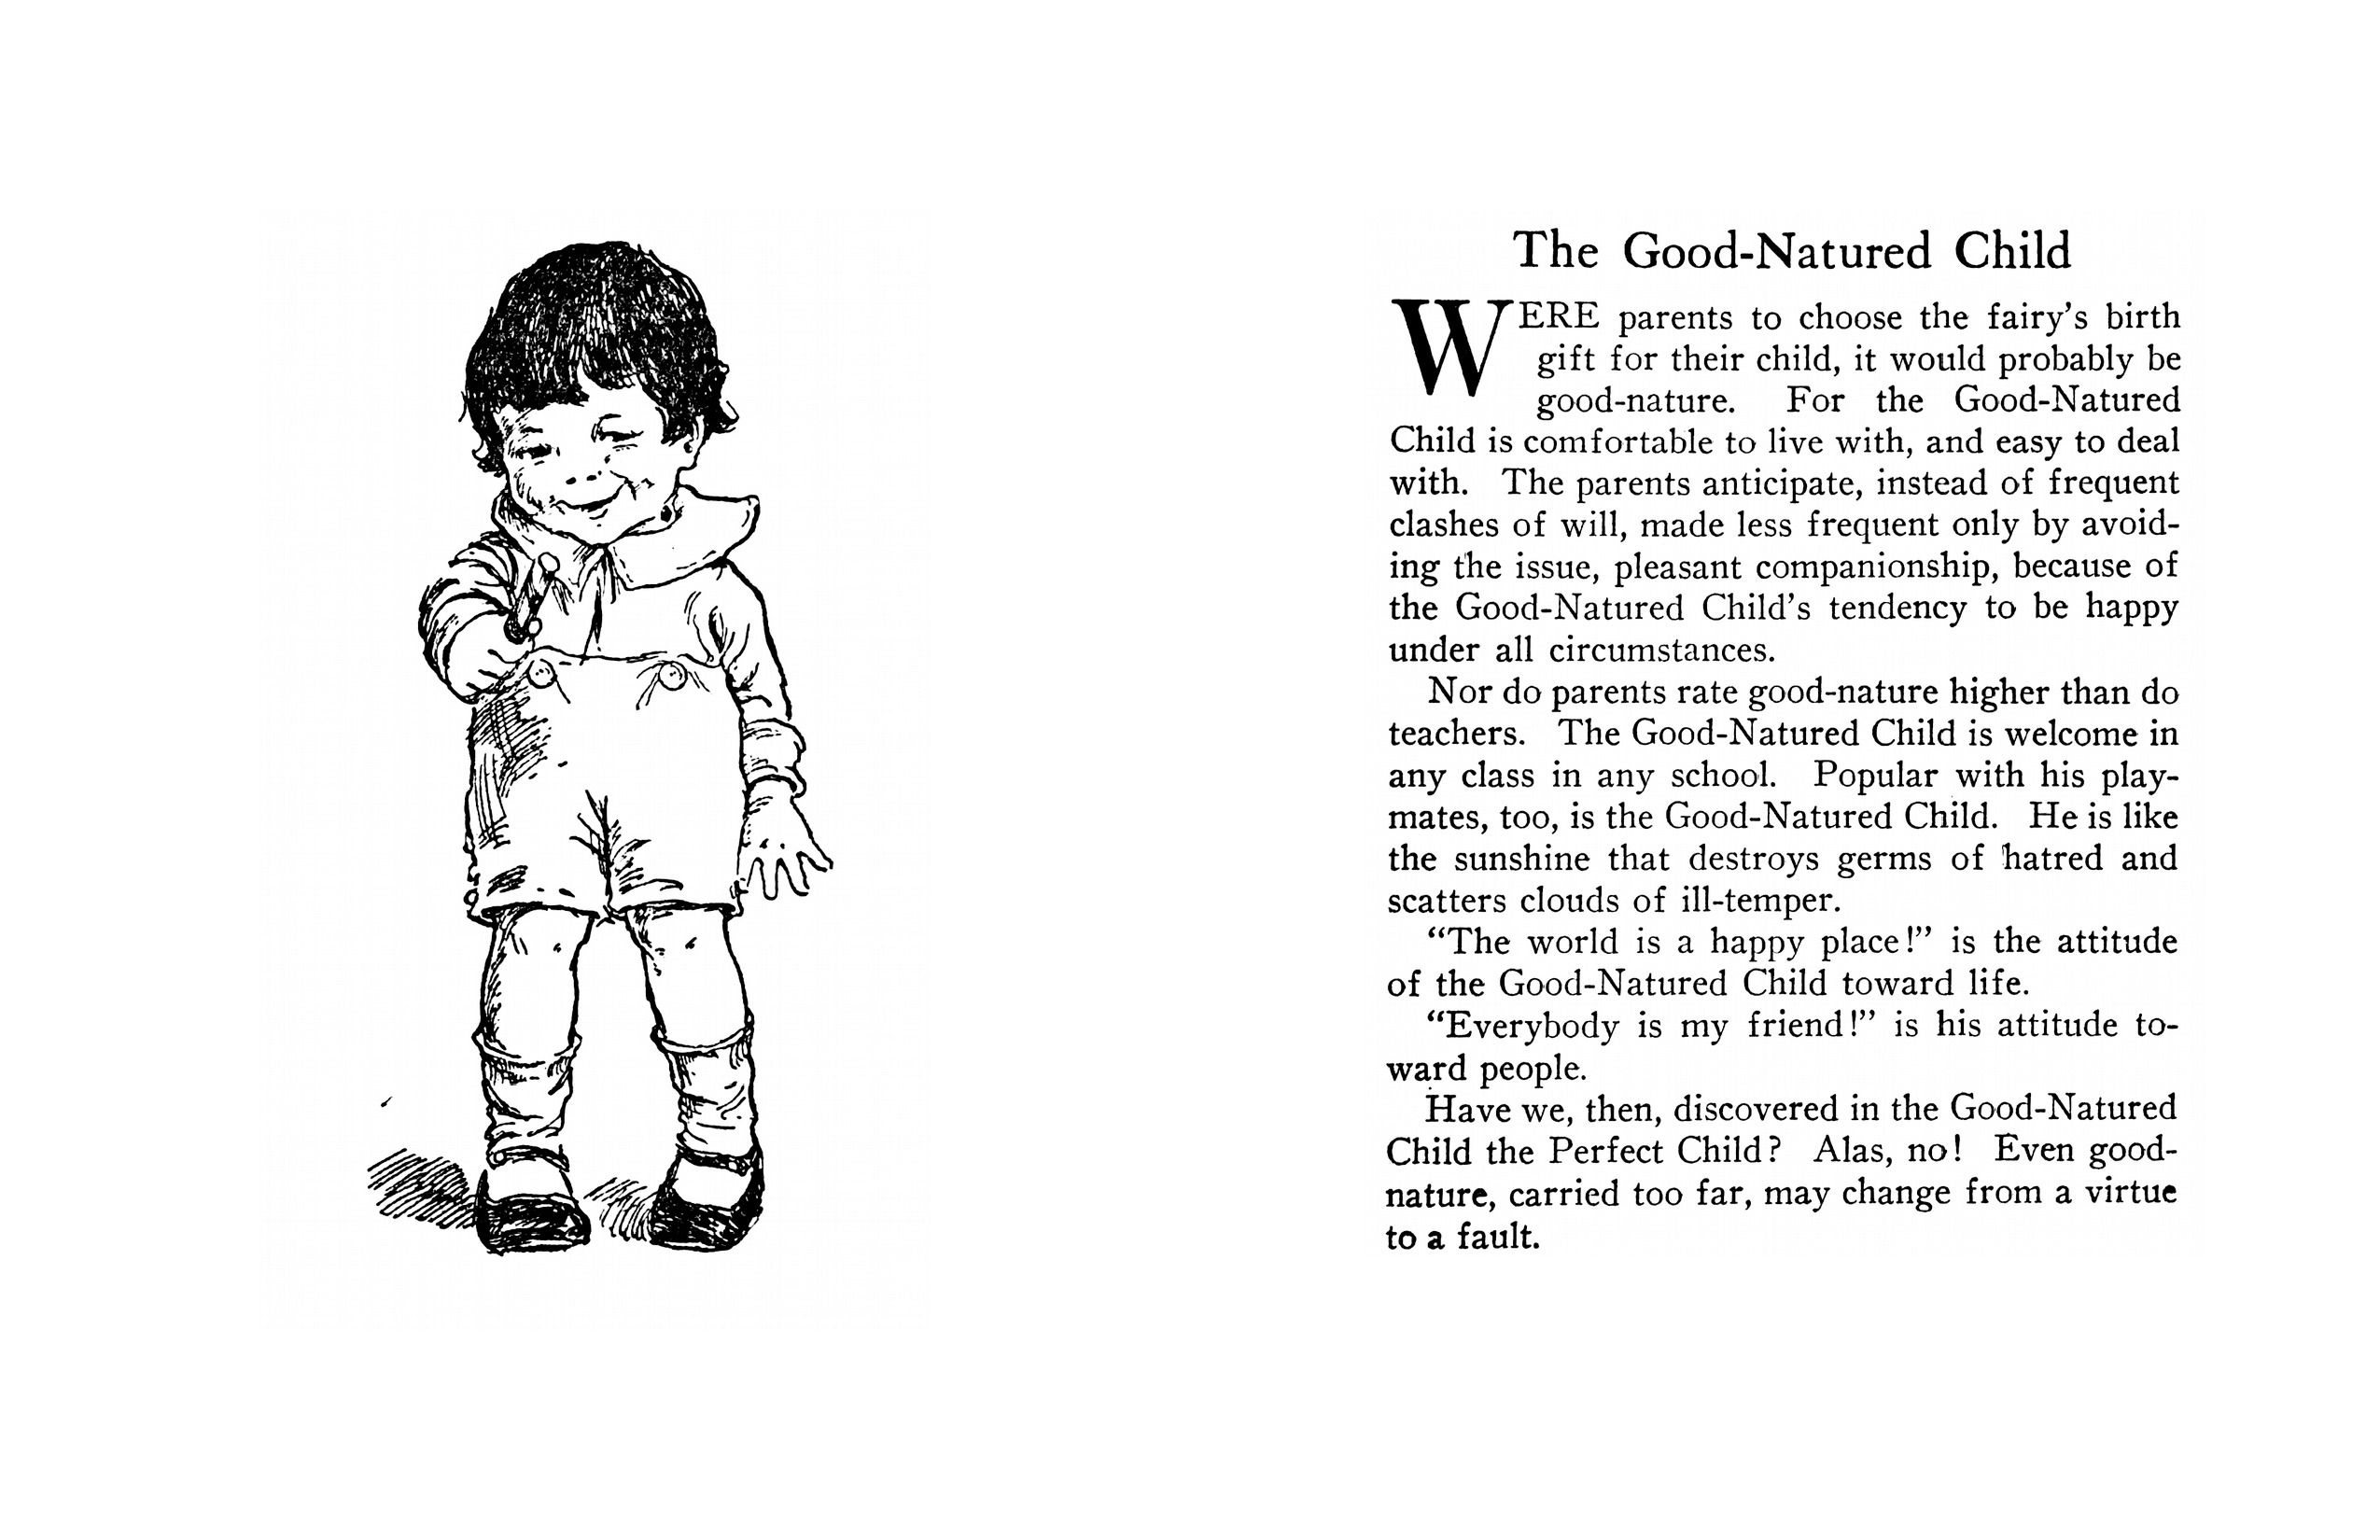 The Good-Natured Child
WERE parents to choose the fairy's birth
gift for their child, it would probably be
good-nature. For the Good-Natured
Child is comfortable to live with, and easy to deal
with. The parents anticipate, instead of frequent
clashes of will, made less frequent only by avoid-
ing the issue, pleasant companionship, because of
the Good-Natured Child's tendency to be happy
under all circumstances.
Nor do parents rate good-nature higher than do
teachers. The Good-Natured Child is welcome in
any class in any school. Popular with his play-
mates, too, is the Good-Natured Child. He is like
the sunshine that destroys germs of hatred and
scatters clouds of ill-temper.
"The world is a happy place!" is the attitude
of the Good-Natured Child toward life.
"Everybody is my friend!" is his attitude to-
ward people.
Have we, then, discovered in the Good-Natured
Child the Perfect Child? Alas, no! Even good-
nature, carried too far, may change from a virtue
to a fault.